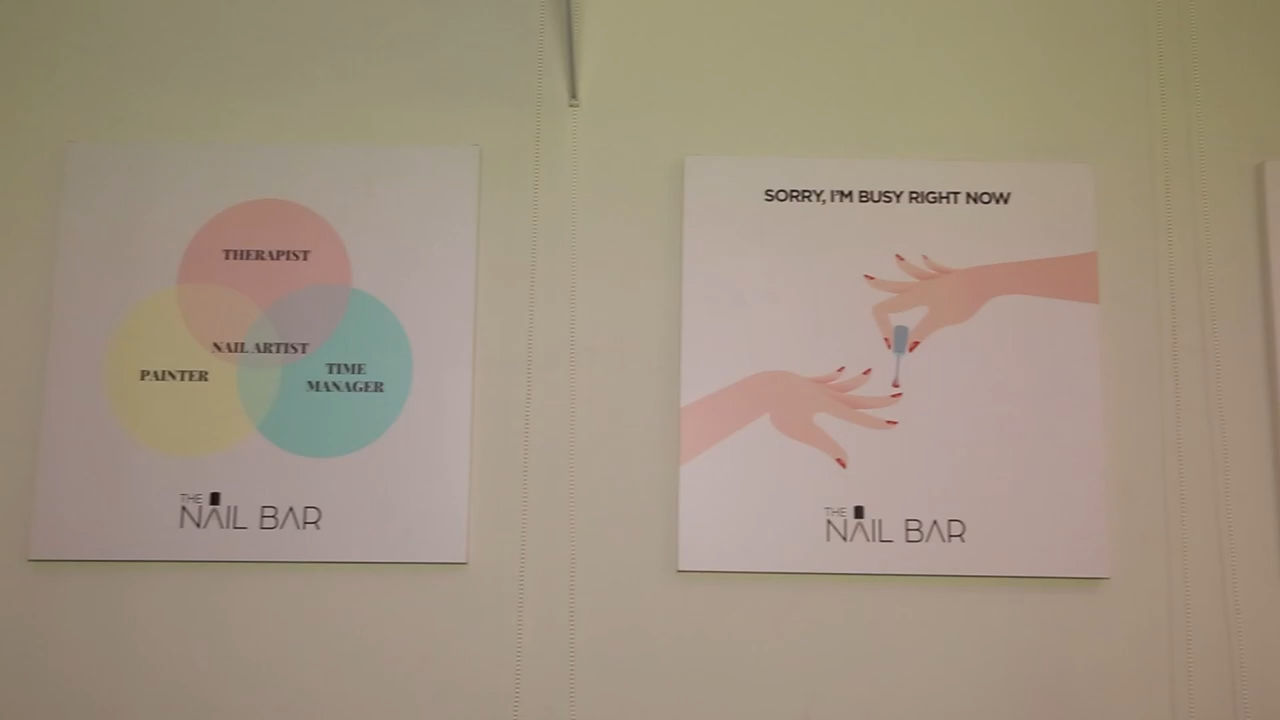 THERAPIST
NAIL ARTIST
PAINTER
TIME
MANAGER
THE
NAIL BAR
SORRY, I'M BUSY RIGHT NOW
THE
NAIL BAR